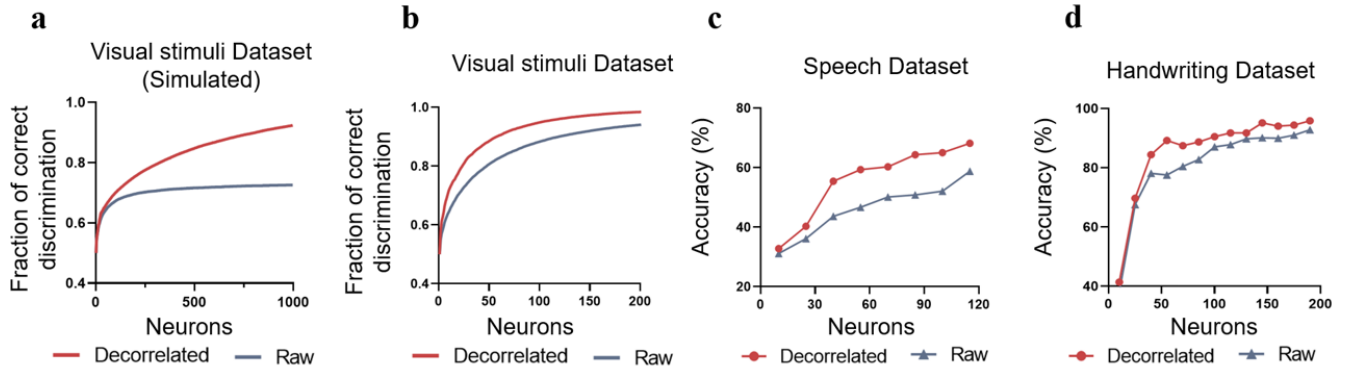 a
Visual stimuli Dataset
(Simulated)
Fraction of correct
discrimination
1.0
0.8
0.6
0.4
0
500
1000
Neurons
Decorrelated
Raw
b
Visual stimuli Dataset
Fraction of correct
discrimination
1.0
0.8
0.6
0.4
0
50
100
150
200
Neurons
Decorrelated
Raw
c
Speech Dataset
Accuracy (%)
80
60
40
20
0
30
60
90
120
Neurons
Decorrelated
Raw
d
Handwriting Dataset
Accuracy (%)
100
80
60
40
0
50
100
150
200
Neurons
Decorrelated
Raw